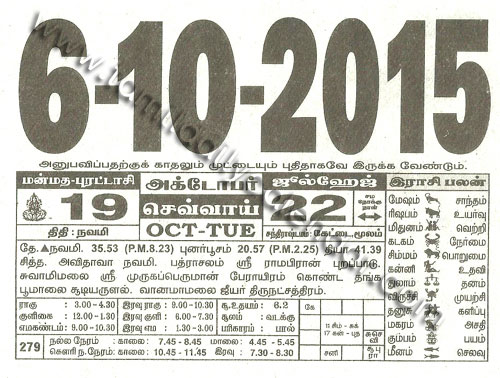 6-10-2015
அனுபவிப்பதற்குக் காதலும் முட்டையும் புதிதாகவே இருக்க வேண்டும்.
மன்மத-புரட்டாசி
19
திதி : நவமி
அக்டோபர்
செவ்வாய்
OCT-TUE
ஜுல்ஹேஜ்
22
சந்திராஷ்டமம்: கேட்டை,மூலம்
சம நோக்கு நாள்
இராசி பலன்
மேஷம் சாந்தம்
ரிஷபம் உயர்வு
மிதுனம் வெற்றி
கடகம் நேர்மை
சிம்மம் பொறுமை
கன்னி உதவி
துலாம் தனம்
விருச்சி முயற்சி
தனுசு களிப்பு
மகரம் அசதி
கும்பம் பயம்
மீனம் நட்பு
தே.நவமி. 35.53 (P.M.8.23) புனர்பூசம் 20.57 (P.M.2.25) தியா.41.39
சித்த, அவிதாவா நவமி. பத்ராசலம் ஸ்ரீ ராமபிரான் புறப்பாடு
சுவாமிமலை ஸ்ரீ முருகப்பெருமான் பேராயிரம் கொண்ட தங்க
பூமாலை சூடியருளல். வானமாமலை ஜீயர் திருநட்சத்திரம்.
ராகு : 3.00 - 4.30
குளிகை : 12.00 - 1.30
எமகண்டம் : 9.00 - 10.30
இரவு ராகு : 9.00-10.30
இரவு குளி : 6.00-7.30
இரவு எம : 1.30 - 3.00
சூ.உதயம் : 6.2
சூலம் : வடக்கு
பரிகாரம் : பால்
கே
சனி
279
நல்ல நேரம் : காலை : 7.45 - 8.45 மாலை : 4.45 - 5.45
கௌரி ந.நேரம்: காலை: 10.45 - 11.45 இரவு : 7.30 - 8.30
www.tamildailycalendar.com